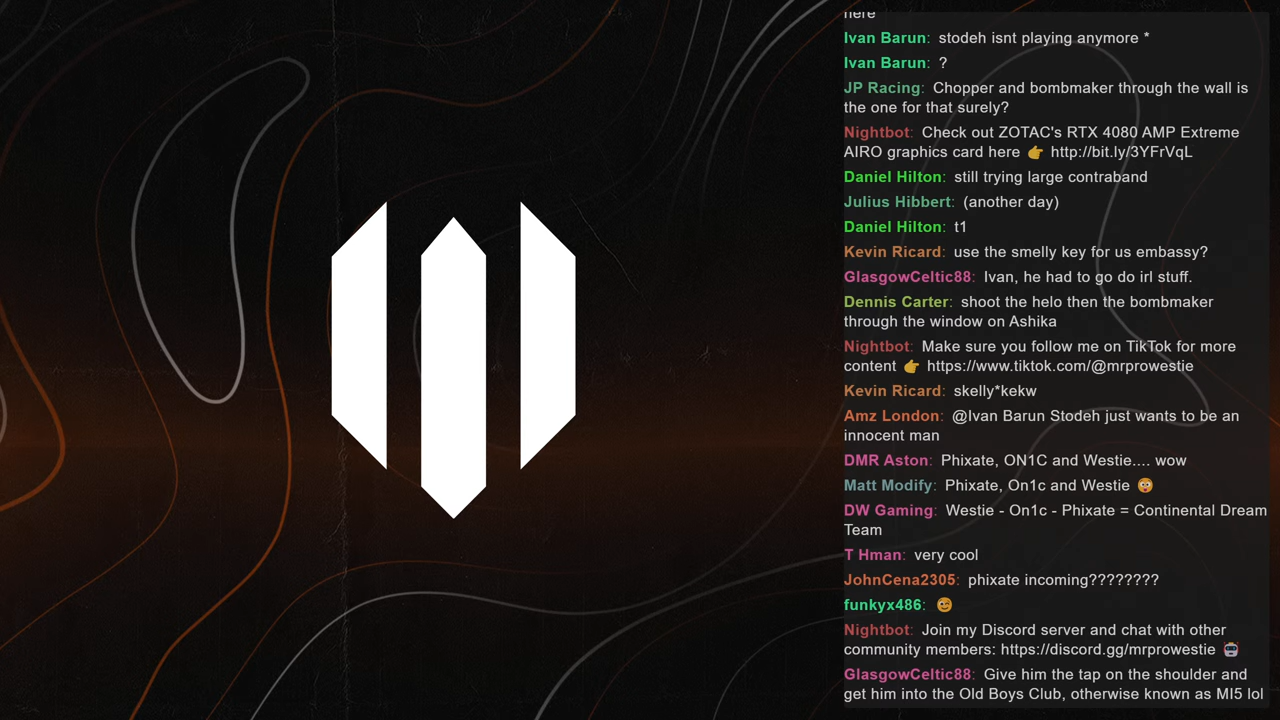 here
Ivan Barun: stodeh isnt playing anymore *
Ivan Barun: ?
JP Racing: Chopper and bombmaker through the wall is
the one for that surely?
Nightbot: Check out ZOTAC's RTX 4080 AMP Extreme
AIRO graphics card here 👉 http://bit.ly/3YFrVqL
Daniel Hilton: still trying large contraband
Julius Hibbert: (another day)
Daniel Hilton: t1
Kevin Ricard: use the smelly key for us embassy?
GlasgowCeltic88: Ivan, he had to go do irl stuff.
Dennis Carter: shoot the helo then the bombmaker
through the window on Ashika
Nightbot: Make sure you follow me on TikTok for more
content 👉 https://www.tiktok.com/@mrprowestie
Kevin Ricard: skelly*kekw
Amz London: @Ivan Barun Stodeh just wants to be an
innocent man
DMR Aston: Phixate, ON1C and Westie.... wow
Matt Modify: Phixate, On1c and Westie 😳
DW Gaming: Westie - On1c - Phixate = Continental Dream
Team
T Hman: very cool
JohnCena2305: phixate incoming????????
funkyx486: 😉
Nightbot: Join my Discord server and chat with other
community members: https://discord.gg/mrprowestie 🤖
GlasgowCeltic88: Give him the tap on the shoulder and
get him into the Old Boys Club, otherwise known as MI5 lol